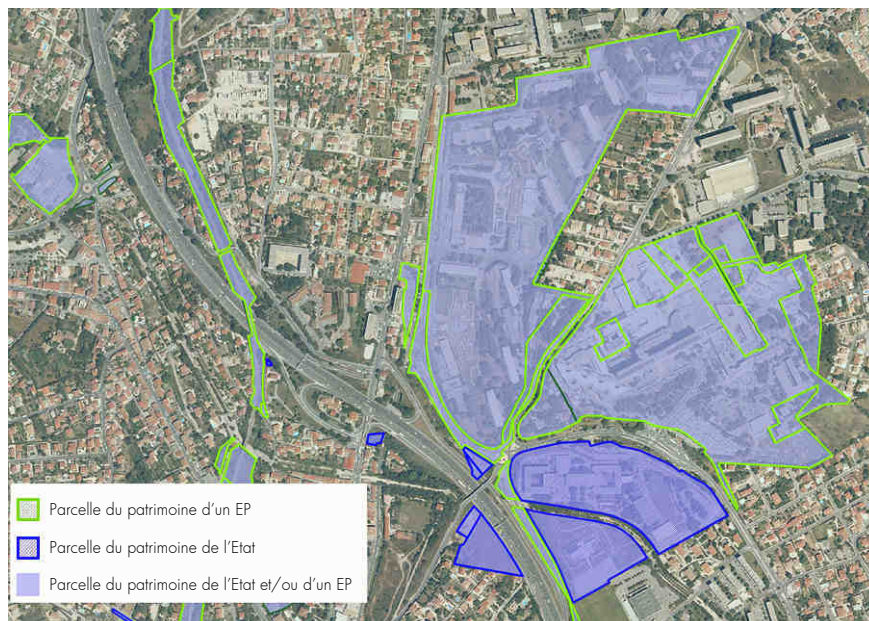 Parcelle du patrimoine d'un EP
Parcelle du patrimoine de l'Etat
Parcelle du patrimoine de l'Etat et/ou d'un EP